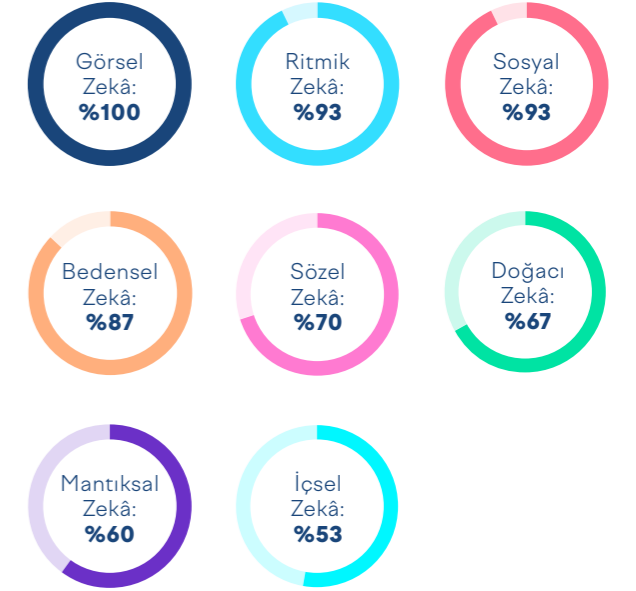 Görsel
Zekâ:
%100
Ritmik
Zekâ:
%93
Sosyal
Zekâ:
%93
Bedensel
Zekâ:
%87
Sözel
Zekâ:
%70
Doğacı
Zekâ:
%67
Mantıksal
Zekâ:
%60
İçsel
Zekâ:
%53